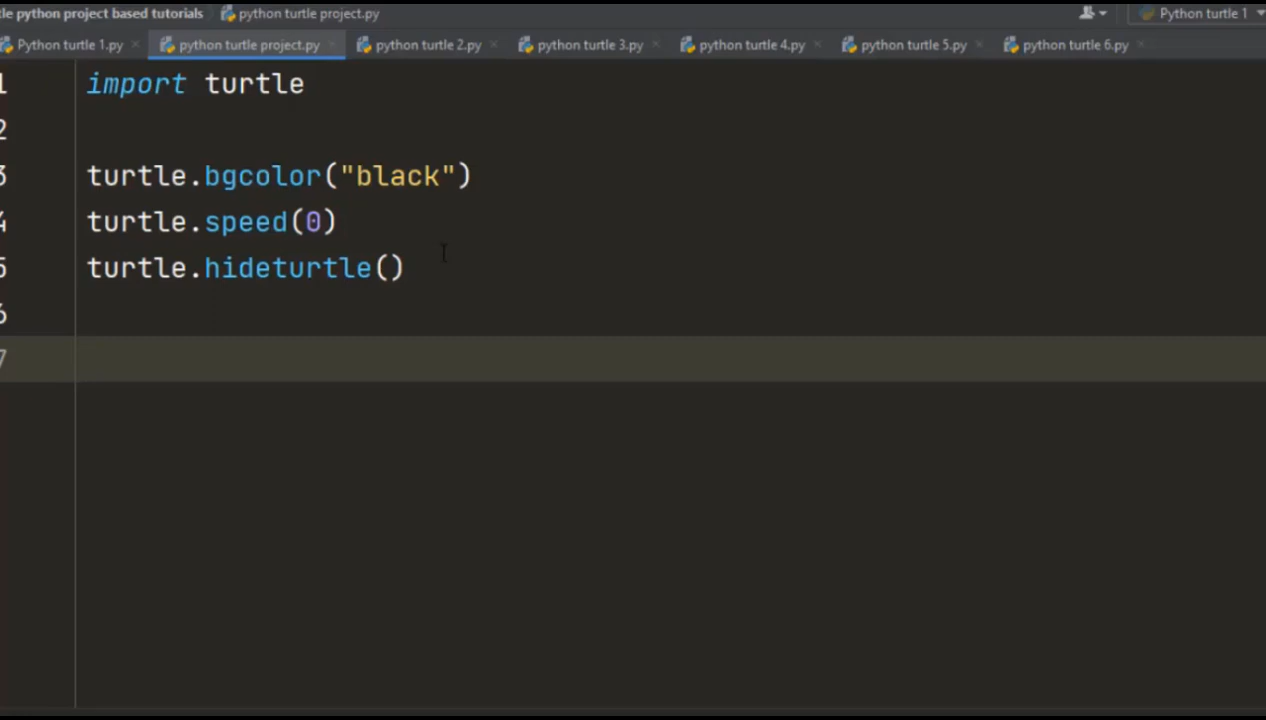 python project based tutorials python turtle project.py Python turtle 1
Python turtle 1.py python turtle project.py python turtle 2.py python turtle 3.py python turtle 4.py python turtle 5.py python turtle 6.py
1 import turtle
2
3 turtle.bgcolor("black")
4 turtle.speed(0)
5 turtle.hideturtle()
6
7